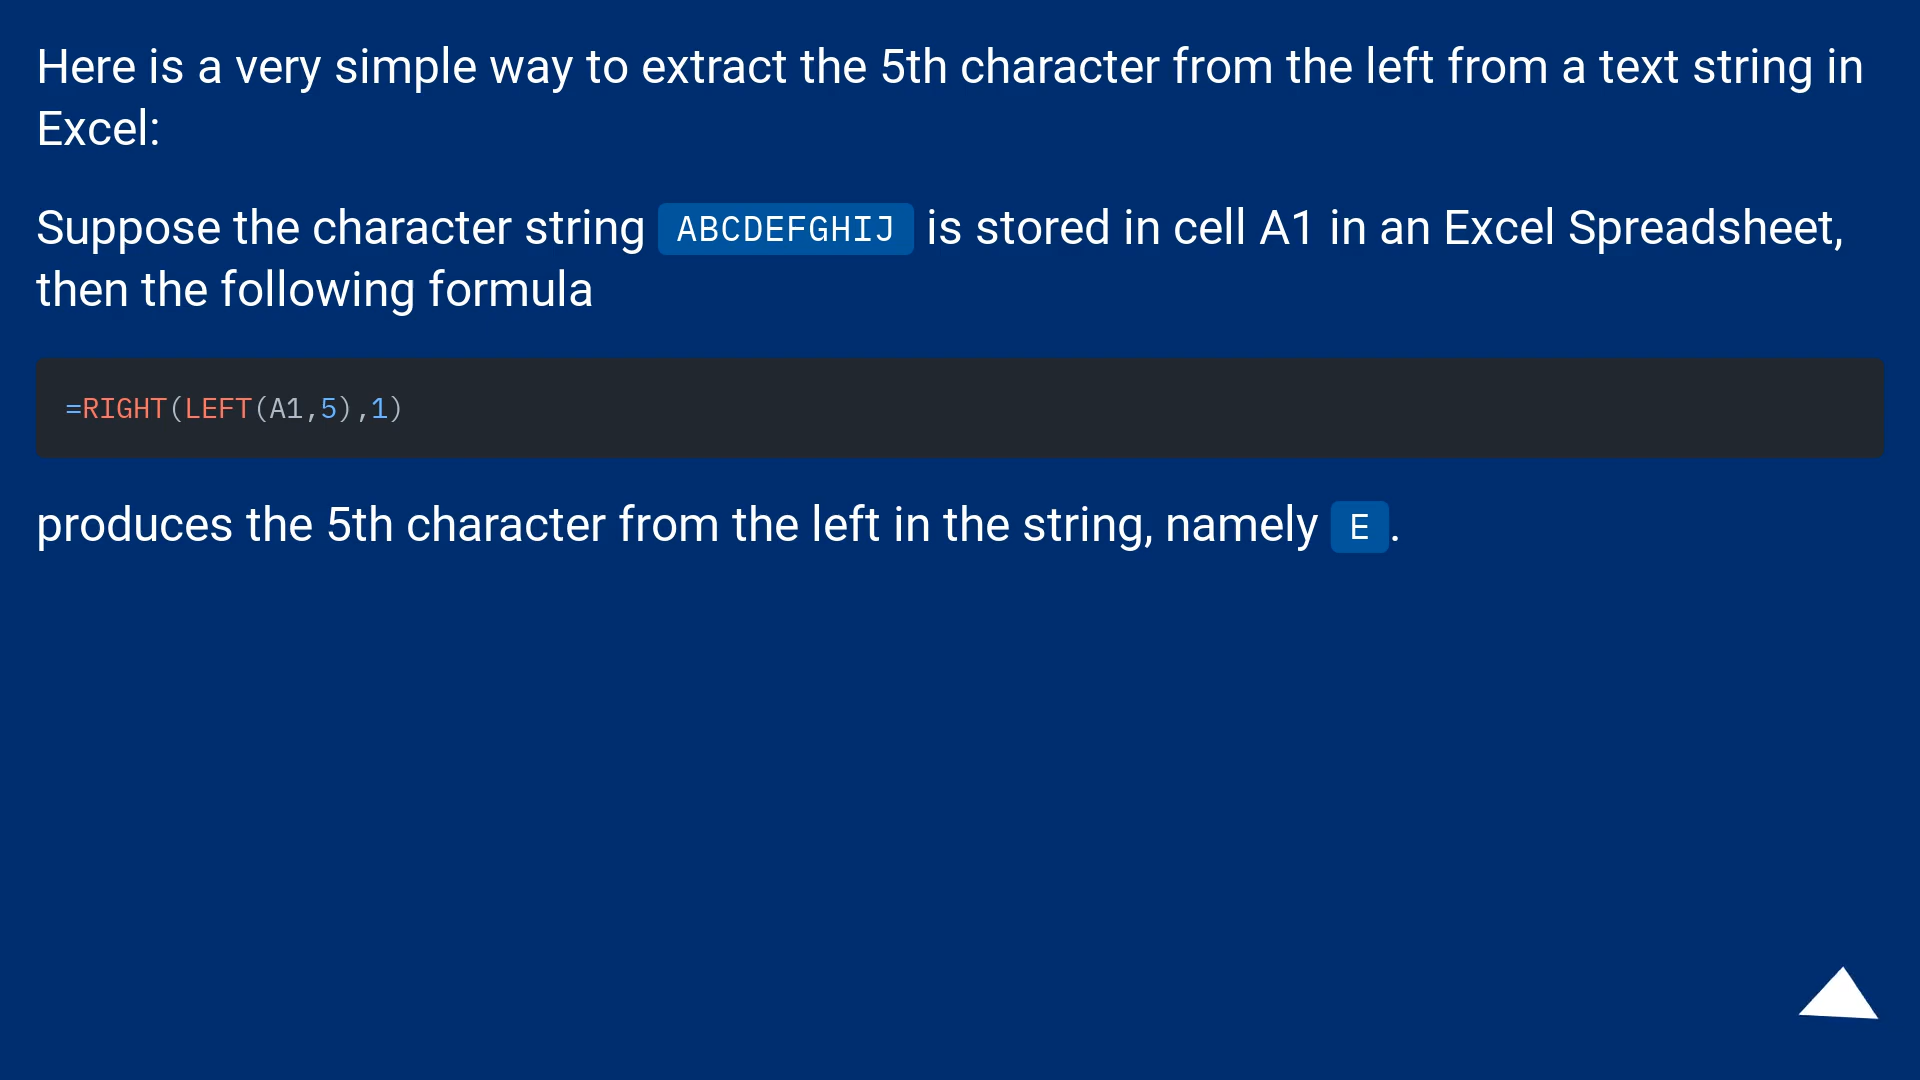 Here is a very simple way to extract the 5th character from the left from a text string in
Excel:
Suppose the character string ABCDEFGHIJ is stored in cell A1 in an Excel Spreadsheet,
then the following formula
=RIGHT(LEFT(A1,5),1)
produces the 5th character from the left in the string, namely E.